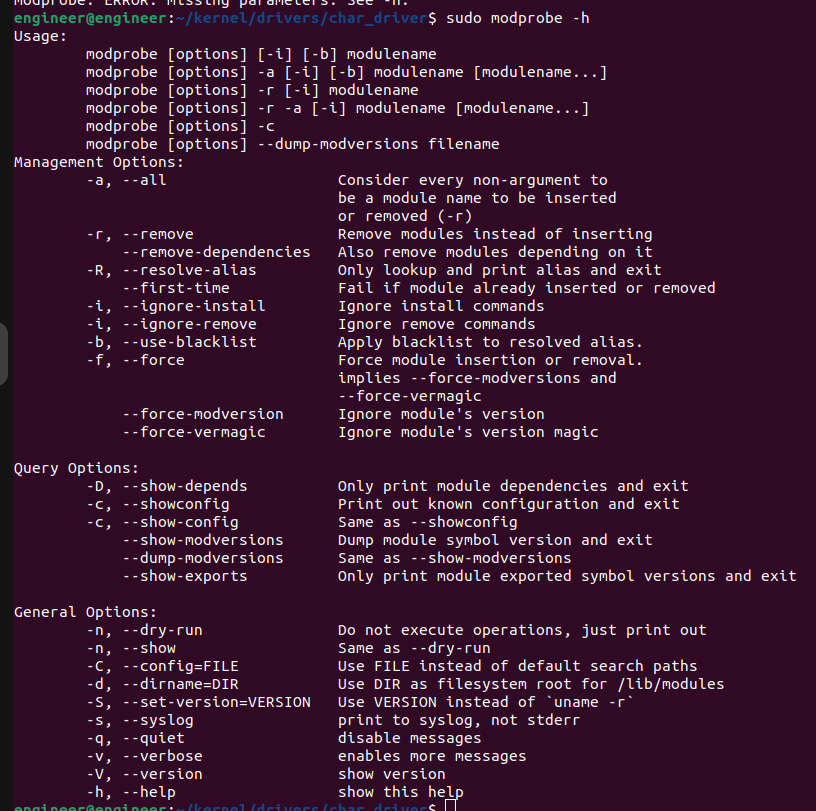 modprobe: ERROR: Missing parameters. See -h.
engineer@engineer:~/kernel/drivers/char_driver$ sudo modprobe -h
Usage:
        modprobe [options] [-i] [-b] modulename
        modprobe [options] -a [-i] [-b] modulename [modulename...]
        modprobe [options] -r [-i] modulename
        modprobe [options] -r -a [-i] modulename [modulename...]
        modprobe [options] -c
        modprobe [options] --dump-modversions filename
Management Options:
        -a, --all                   Consider every non-argument to
                                    be a module name to be inserted
                                    or removed (-r)
        -r, --remove                Remove modules instead of inserting
            --remove-dependencies   Also remove modules depending on it
        -R, --resolve-alias         Only lookup and print alias and exit
            --first-time            Fail if module already inserted or removed
        -i, --ignore-install        Ignore install commands
        -i, --ignore-remove         Ignore remove commands
        -b, --use-blacklist         Apply blacklist to resolved alias.
        -f, --force                 Force module insertion or removal.
                                    implies --force-modversions and
                                    --force-vermagic
            --force-modversion      Ignore module's version
            --force-vermagic        Ignore module's version magic

Query Options:
        -D, --show-depends          Only print module dependencies and exit
        -c, --showconfig            Print out known configuration and exit
        -c, --show-config           Same as --showconfig
            --show-modversions      Dump module symbol version and exit
            --dump-modversions      Same as --show-modversions
            --show-exports          Only print module exported symbol versions and exit

General Options:
        -n, --dry-run               Do not execute operations, just print out
        -n, --show                  Same as --dry-run
        -C, --config=FILE           Use FILE instead of default search paths
        -d, --dirname=DIR           Use DIR as filesystem root for /lib/modules
        -S, --set-version=VERSION   Use VERSION instead of `uname -r`
        -s, --syslog                print to syslog, not stderr
        -q, --quiet                 disable messages
        -v, --verbose               enables more messages
        -V, --version               show version
        -h, --help                  show this help
engineer@engineer:~/kernel/drivers/char_driver$